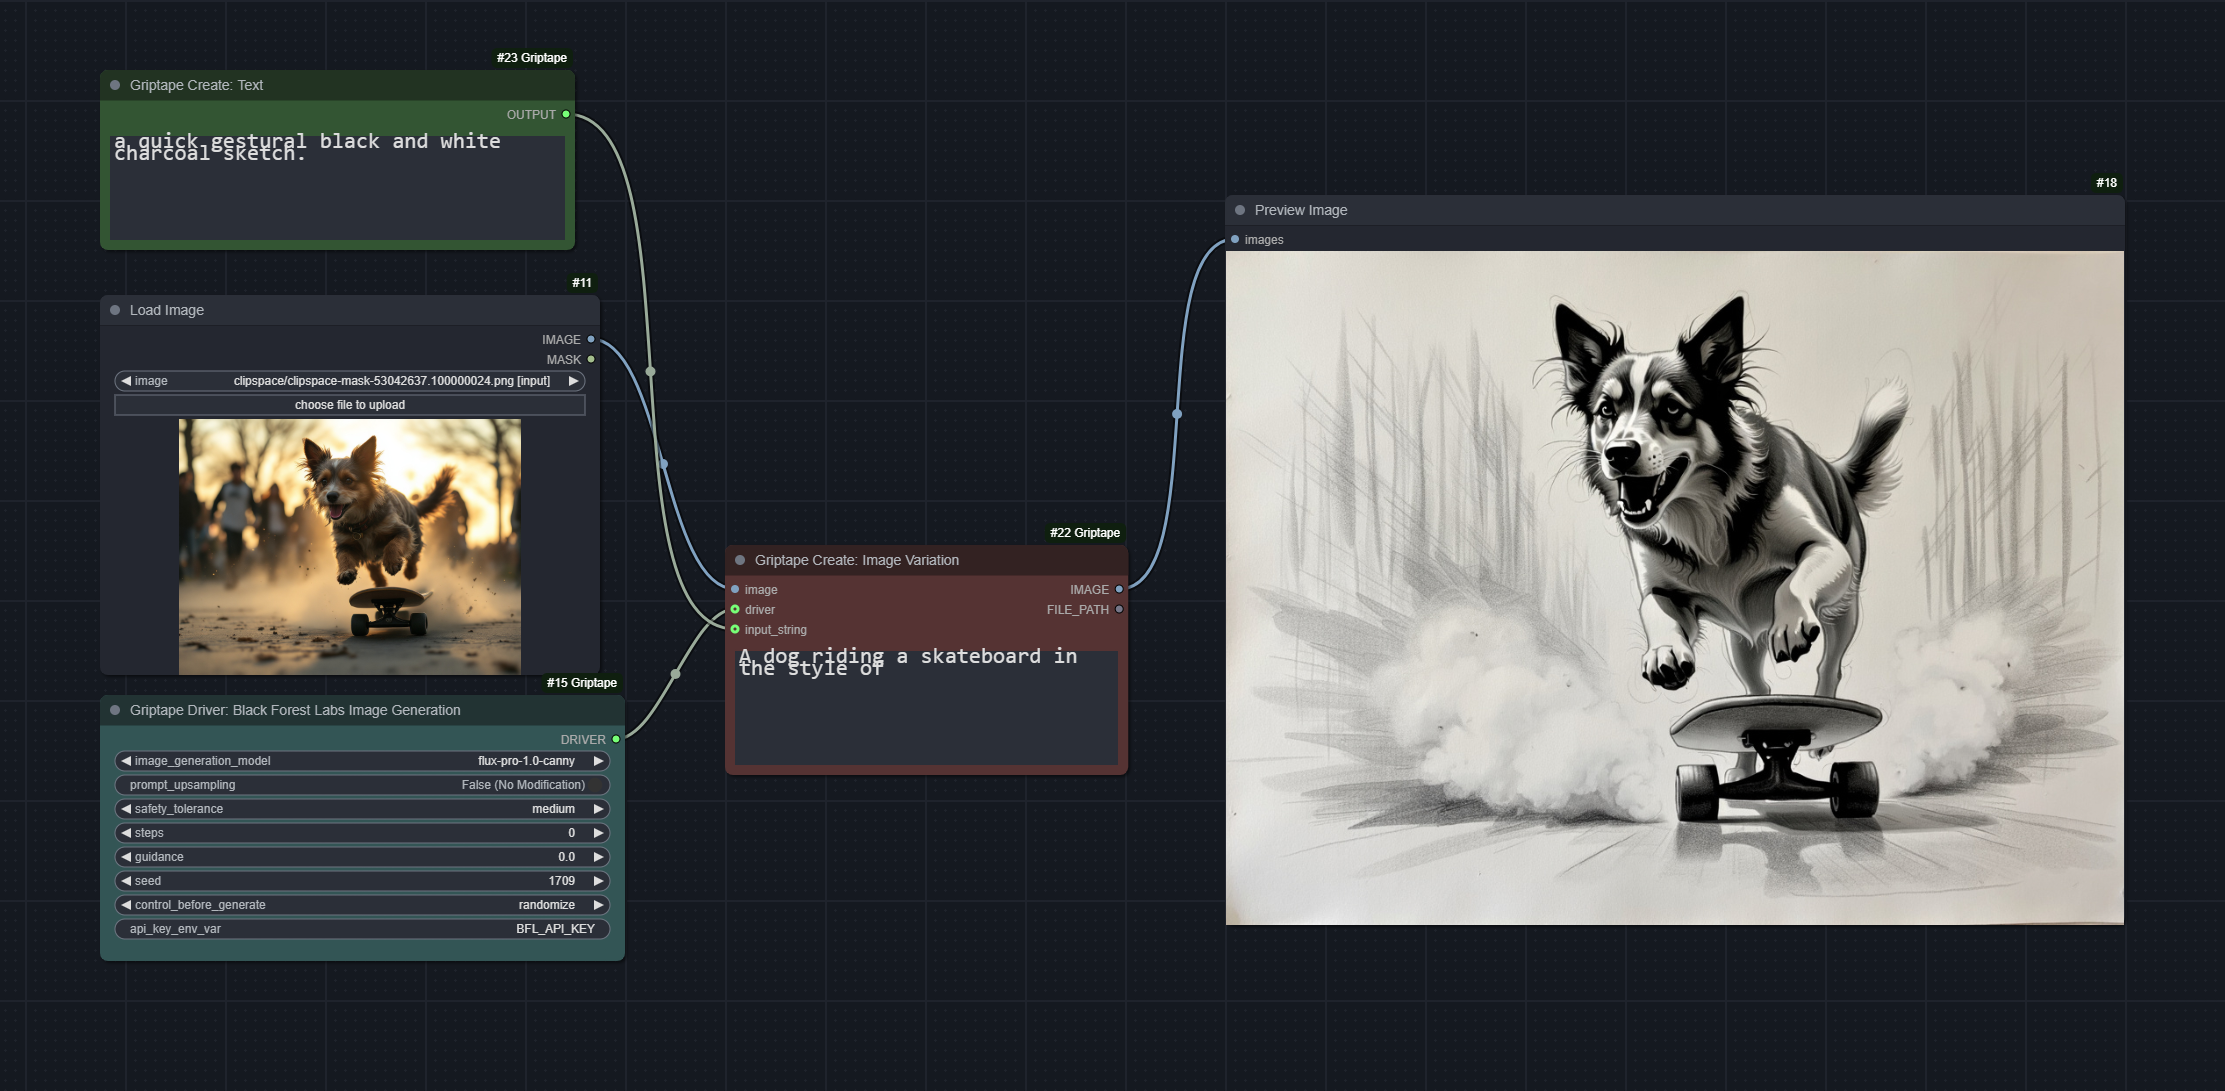 #23 Griptape
Griptape Create: Text
OUTPUT
a quick gestural black and white
charcoal sketch.
#11
Load Image
IMAGE
MASK
image clipspace/clipspace-mask-53042637.100000024.png [input]
choose file to upload
#15 Griptape
Griptape Driver: Black Forest Labs Image Generation
DRIVER
image_generation_model flux-pro-1.0-canny
prompt_upsampling False (No Modification)
safety_tolerance medium
steps 0
guidance 0.0
seed 1709
control_before_generate randomize
api_key_env_var BFL_API_KEY
#22 Griptape
Griptape Create: Image Variation
image IMAGE
driver FILE_PATH
input_string
A dog riding a skateboard in
the style of
#18
Preview Image
images